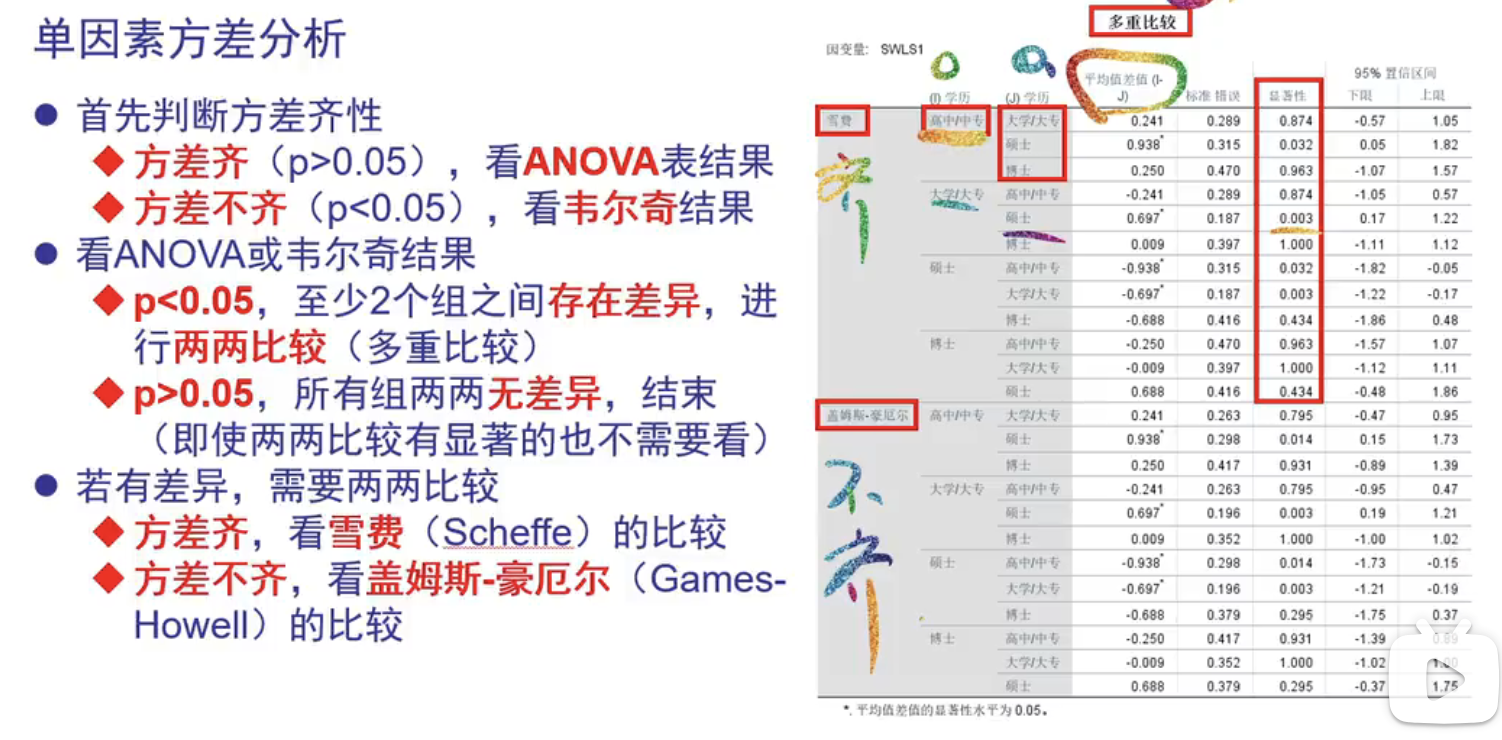 单因素方差分析
● 首先判断方差齐性
◆ 方差齐（p>0.05），看ANOVA表结果
◆ 方差不齐（p<0.05），看韦尔奇结果
● 看ANOVA或韦尔奇结果
◆ p<0.05，至少2个组之间存在差异，进
行两两比较（多重比较）
◆ p>0.05，所有组两两无差异，结束
（即使两两比较有显著的也不需要看）
● 若有差异，需要两两比较
◆ 方差齐，看雪费（Scheffe）的比较
◆ 方差不齐，看盖姆斯-豪厄尔（Games-
Howell）的比较
多重比较
因变量: SWLS1
平均值差值 (I-
95% 置信区间
(I) 学历 (J) 学历 J) 标准 错误 显著性 下限 上限
雪费 高中/中专 大学/大专 0.241 0.289 0.874 -0.57 1.05
硕士 0.938* 0.315 0.032 0.05 1.82
博士 0.250 0.470 0.963 -1.07 1.57
大学/大专 高中/中专 -0.241 0.289 0.874 -1.05 0.57
硕士 0.697* 0.187 0.003 0.17 1.22
博士 0.009 0.397 1.000 -1.11 1.12
硕士 高中/中专 -0.938* 0.315 0.032 -1.82 -0.05
大学/大专 -0.697* 0.187 0.003 -1.22 -0.17
博士 -0.688 0.416 0.434 -1.86 0.48
博士 高中/中专 -0.250 0.470 0.963 -1.57 1.07
大学/大专 -0.009 0.397 1.000 -1.12 1.11
硕士 0.688 0.416 0.434 -0.48 1.86
盖姆斯-豪厄尔 高中/中专 大学/大专 0.241 0.263 0.795 -0.47 0.95
硕士 0.938* 0.298 0.014 0.15 1.73
博士 0.250 0.417 0.931 -0.89 1.39
大学/大专 高中/中专 -0.241 0.263 0.795 -0.95 0.47
硕士 0.697* 0.196 0.003 0.19 1.21
博士 0.009 0.352 1.000 -1.00 1.02
硕士 高中/中专 -0.938* 0.298 0.014 -1.73 -0.15
大学/大专 -0.697* 0.196 0.003 -1.21 -0.19
博士 -0.688 0.379 0.295 -1.75 0.37
博士 高中/中专 -0.250 0.417 0.931 -1.39 0.89
大学/大专 -0.009 0.352 1.000 -1.02 1.00
硕士 0.688 0.379 0.295 -0.37 1.75
*. 平均值差值的显著性水平为 0.05。
齐
不齐